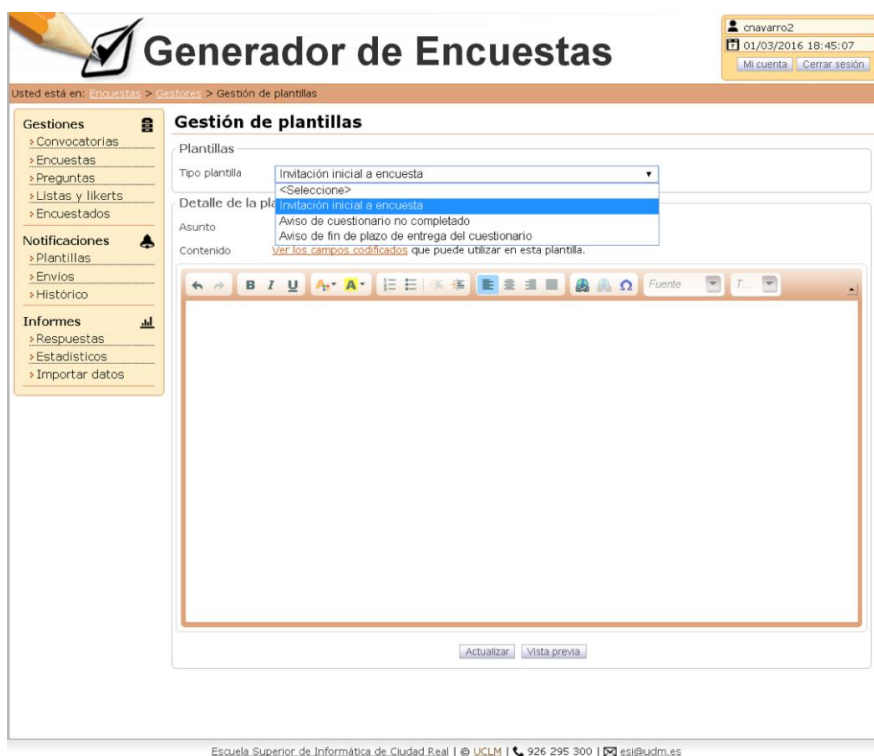 Generador de Encuestas
cnavarro2
01/03/2016 18:45:07
Mi cuenta Cerrar sesión
Usted está en: Encuestas > Gestores > Gestión de plantillas
Gestiones
Convocatorias
Encuestas
Preguntas
Listas y likerts
Encuestados
Notificaciones
Plantillas
Envíos
Histórico
Informes
Respuestas
Estadísticos
Importar datos
Gestión de plantillas
Plantillas
Tipo plantilla Invitación inicial a encuesta
<Seleccione>
Invitación inicial a encuesta
Aviso de cuestionario no completado
Aviso de fin de plazo de entrega del cuestionario
Detalle de la pla
Asunto
Contenido Ver los campos codificados que puede utilizar en esta plantilla.
B I U A A Ω Fuente T...
Actualizar Vista previa
Escuela Superior de Informática de Ciudad Real | @ UCLM | 926 295 300 | esi@uclm.es